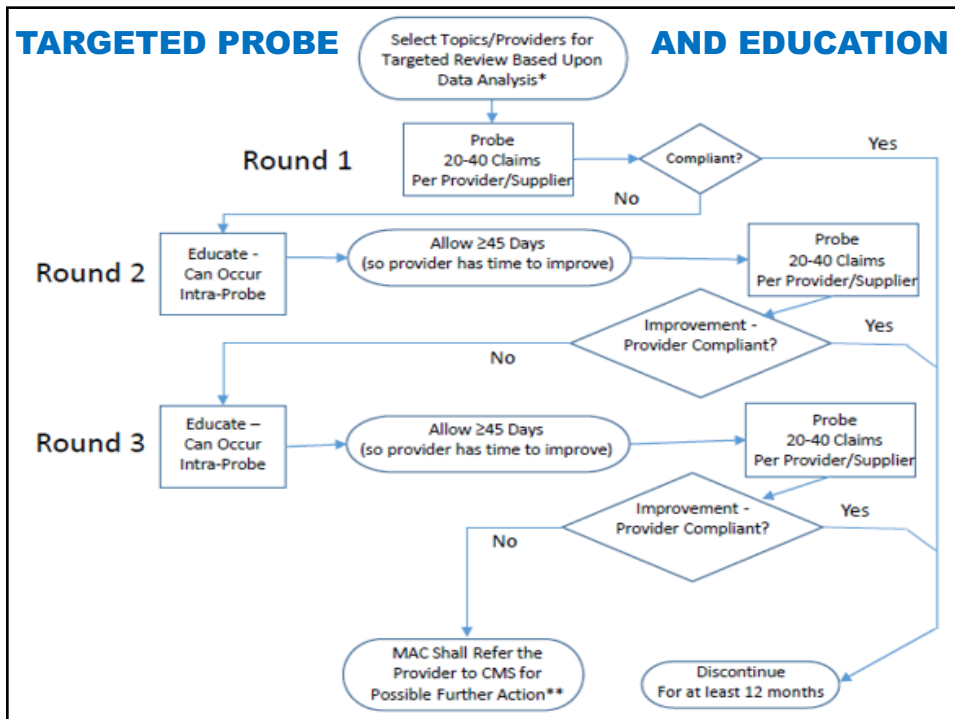 TARGETED PROBE
AND EDUCATION
Select Topics/Providers for
Targeted Review Based Upon
Data Analysis*
Round 1
Probe
20-40 Claims
Per Provider/Supplier
Compliant?
Yes
No
Round 2
Educate -
Can Occur
Intra-Probe
Allow ≥45 Days
(so provider has time to improve)
Probe
20-40 Claims
Per Provider/Supplier
Improvement -
Provider Compliant?
Yes
No
Round 3
Educate –
Can Occur
Intra-Probe
Allow ≥45 Days
(so provider has time to improve)
Probe
20-40 Claims
Per Provider/Supplier
Improvement -
Provider Compliant?
Yes
No
MAC Shall Refer the
Provider to CMS for
Possible Further Action**
Discontinue
For at least 12 months